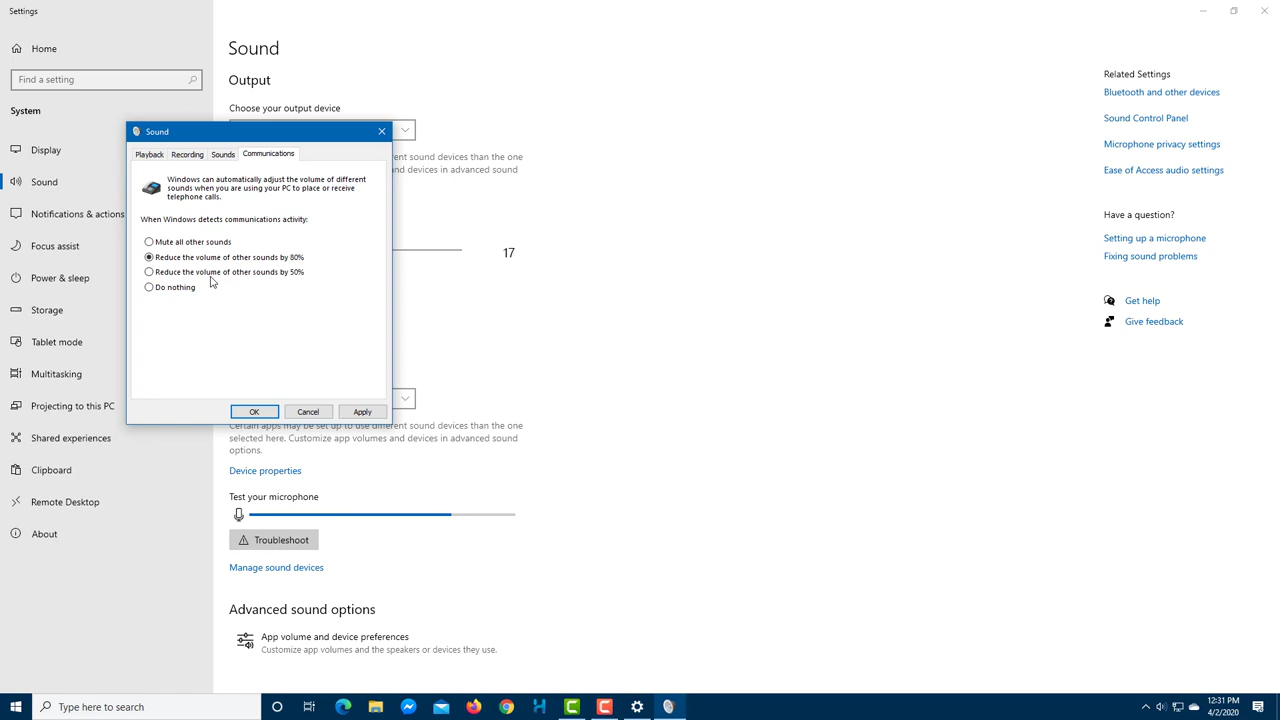 Settings
Home
Find a setting
System
Display
Sound
Notifications & actions
Focus assist
Power & sleep
Storage
Tablet mode
Multitasking
Projecting to this PC
Shared experiences
Clipboard
Remote Desktop
About
Sound
Output
Choose your output device
ent sound devices than the one
ed devices in advanced sound
17
Sound
Playback
Recording
Sounds
Communications
Windows can automatically adjust the volume of different
sounds when you are using your PC to place or receive
telephone calls.
When Windows detects communications activity:
Mute all other sounds
Reduce the volume of other sounds by 80%
Reduce the volume of other sounds by 50%
Do nothing
OK
Cancel
Apply
Certain apps may be set up to use different sound devices than the one
selected here. Customize app volumes and devices in advanced sound
options.
Device properties
Test your microphone
Troubleshoot
Manage sound devices
Advanced sound options
App volume and device preferences
Customize app volumes and the speakers or devices they use.
Related Settings
Bluetooth and other devices
Sound Control Panel
Microphone privacy settings
Ease of Access audio settings
Have a question?
Setting up a microphone
Fixing sound problems
Get help
Give feedback
Type here to search
12:31 PM
4/2/2020